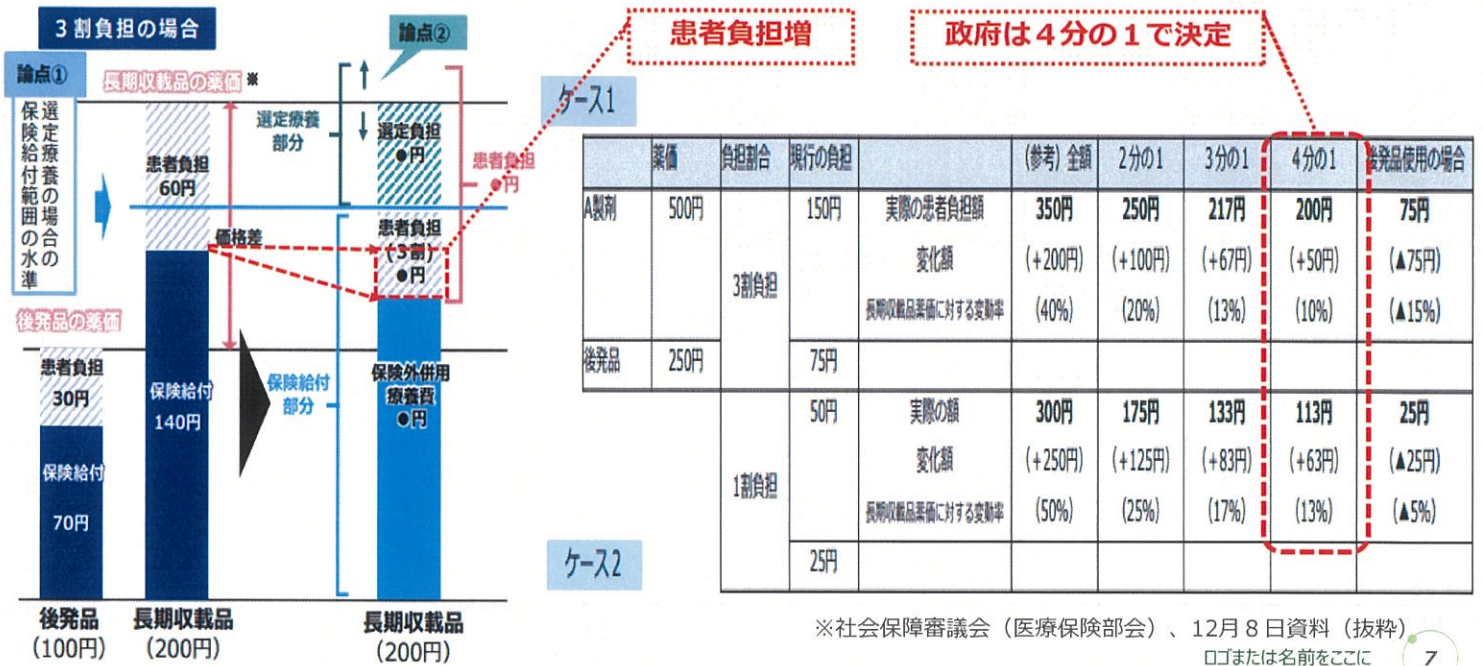 3割負担の場合
論点①
選定療養の場合の
保険給付範囲の水準
長期収載品の薬価 ※
患者負担
60円
価格差
後発品の薬価
患者負担
30円
保険給付
70円
保険給付
140円
後発品
(100円)
長期収載品
(200円)
論点②
選定療養
部分
選定負担
●円
患者負担
●円
患者負担
(3割)
●円
保険給付
部分
保険外併用
療養費
●円
長期収載品
(200円)
患者負担増
政府は4分の1で決定
ケース1
薬価 負担割合 現行の負担 (参考) 全額 2分の1 3分の1 4分の1 後発品使用の場合
A製剤 500円 3割負担 150円 実際の患者負担額 350円 250円 217円 200円 75円
変化額 (+200円) (+100円) (+67円) (+50円) (▲75円)
長期収載品薬価に対する変動率 (40%) (20%) (13%) (10%) (▲15%)
後発品 250円 75円
1割負担 50円 実際の額 300円 175円 133円 113円 25円
変化額 (+250円) (+125円) (+83円) (+63円) (▲25円)
長期収載品薬価に対する変動率 (50%) (25%) (17%) (13%) (▲5%)
25円
ケース2
※社会保障審議会（医療保険部会）、12月8日資料（抜粋）
ロゴまたは名前をここに
7